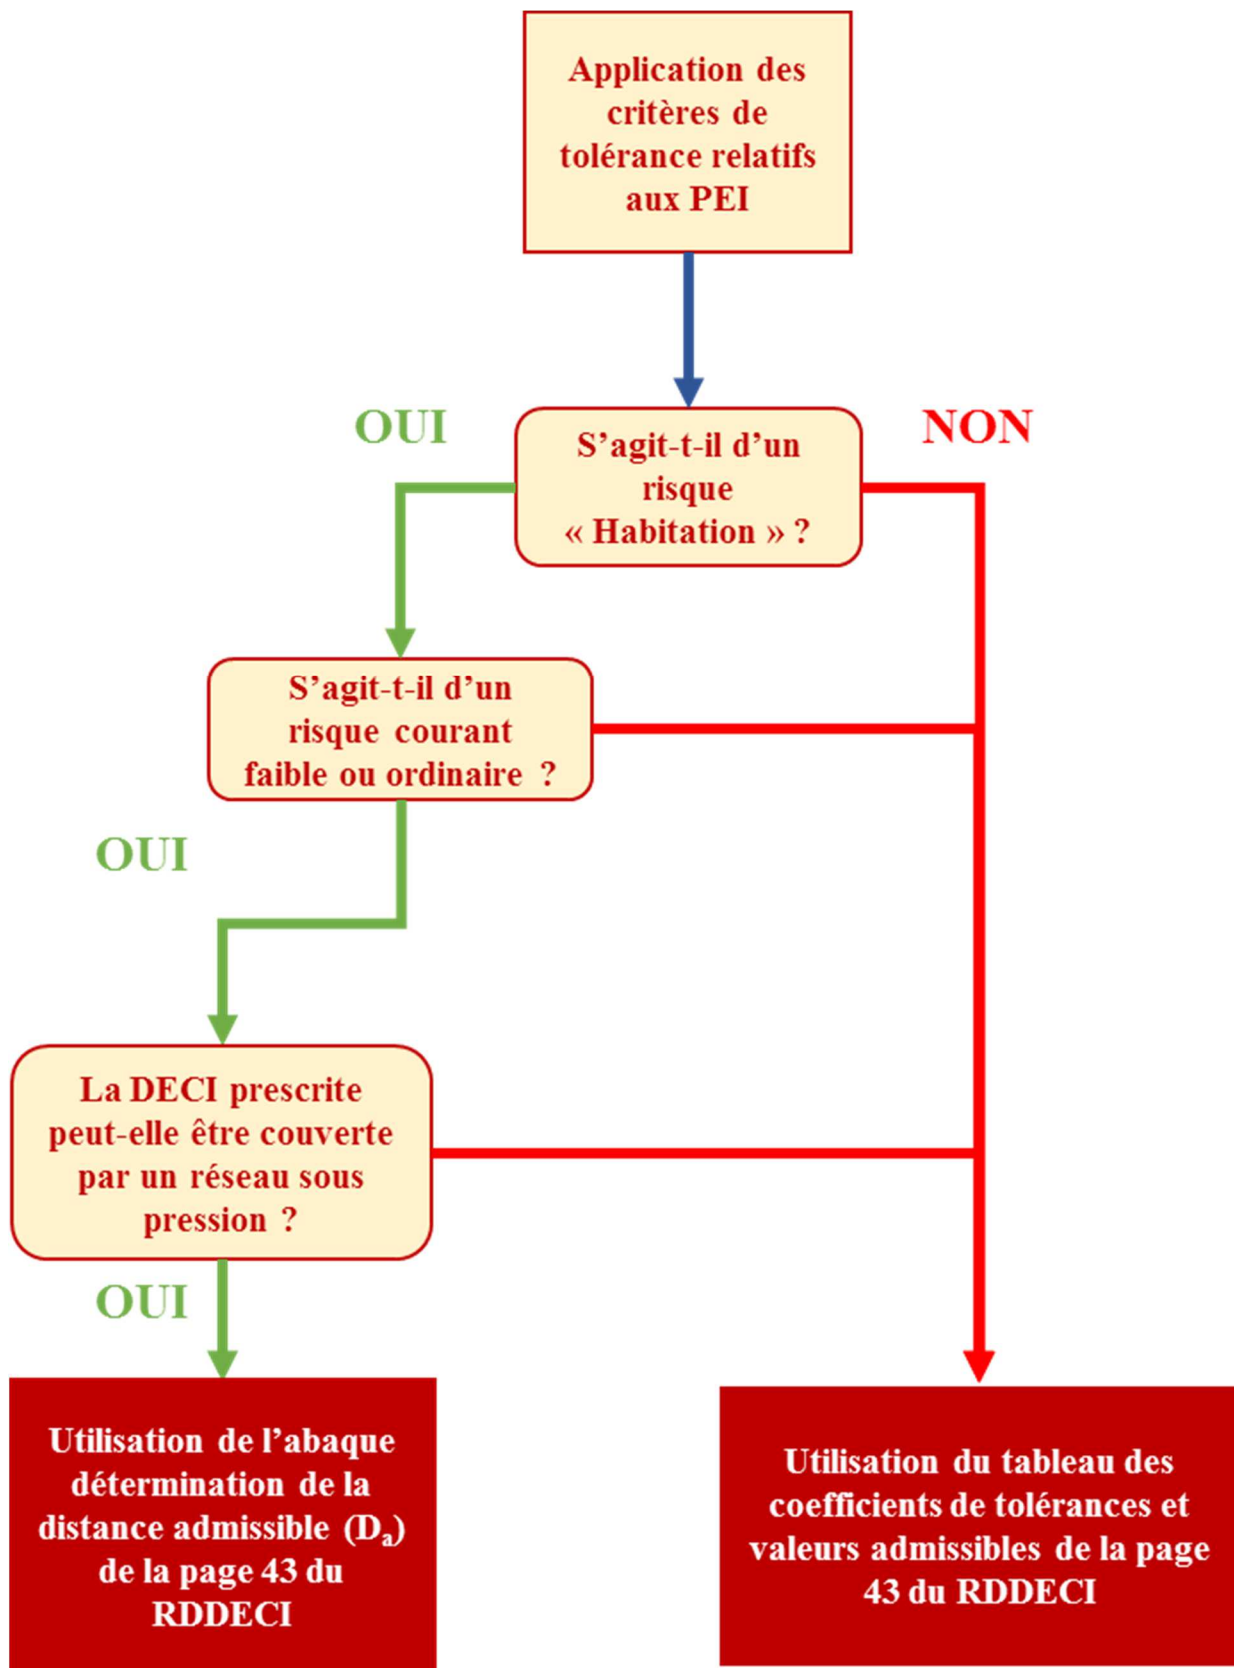 Application des
critères de
tolérance relatifs
aux PEI
OUI
NON
S’agit-t-il d’un
risque
« Habitation » ?
S’agit-t-il d’un
risque courant
faible ou ordinaire ?
OUI
La DECI prescrite
peut-elle être couverte
par un réseau sous
pression ?
OUI
Utilisation de l’abaque
détermination de la
distance admissible (Dₐ)
de la page 43 du
RDDECI
Utilisation du tableau des
coefficients de tolérances et
valeurs admissibles de la page
43 du RDDECI